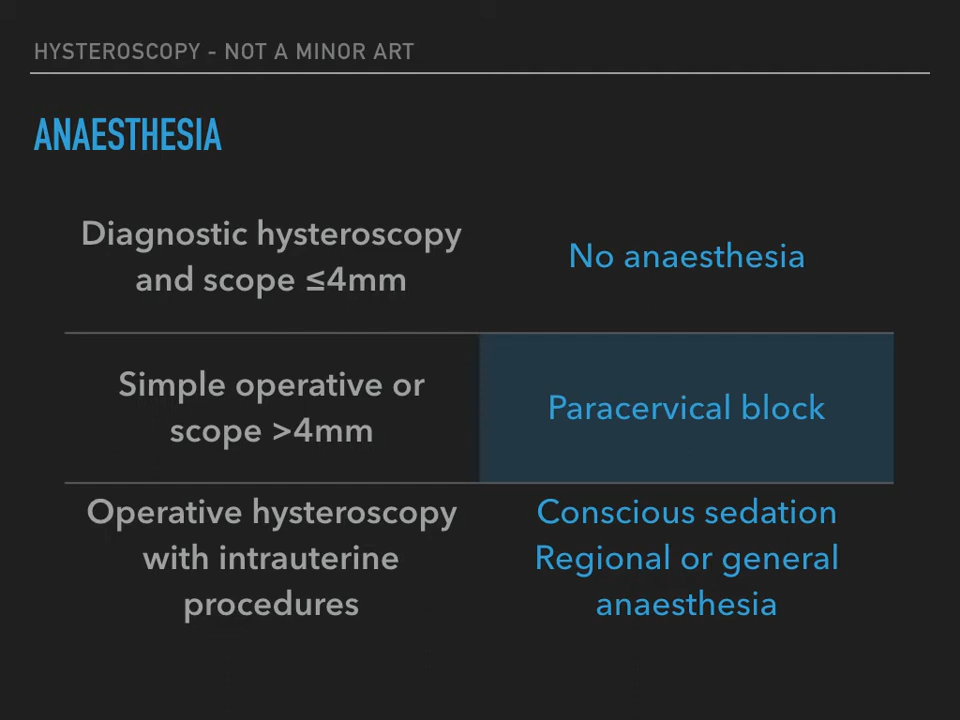 HYSTEROSCOPY - NOT A MINOR ART
ANAESTHESIA
Diagnostic hysteroscopy
and scope ≤4mm
No anaesthesia
Simple operative or
scope >4mm
Paracervical block
Operative hysteroscopy
with intrauterine
procedures
Conscious sedation
Regional or general
anaesthesia